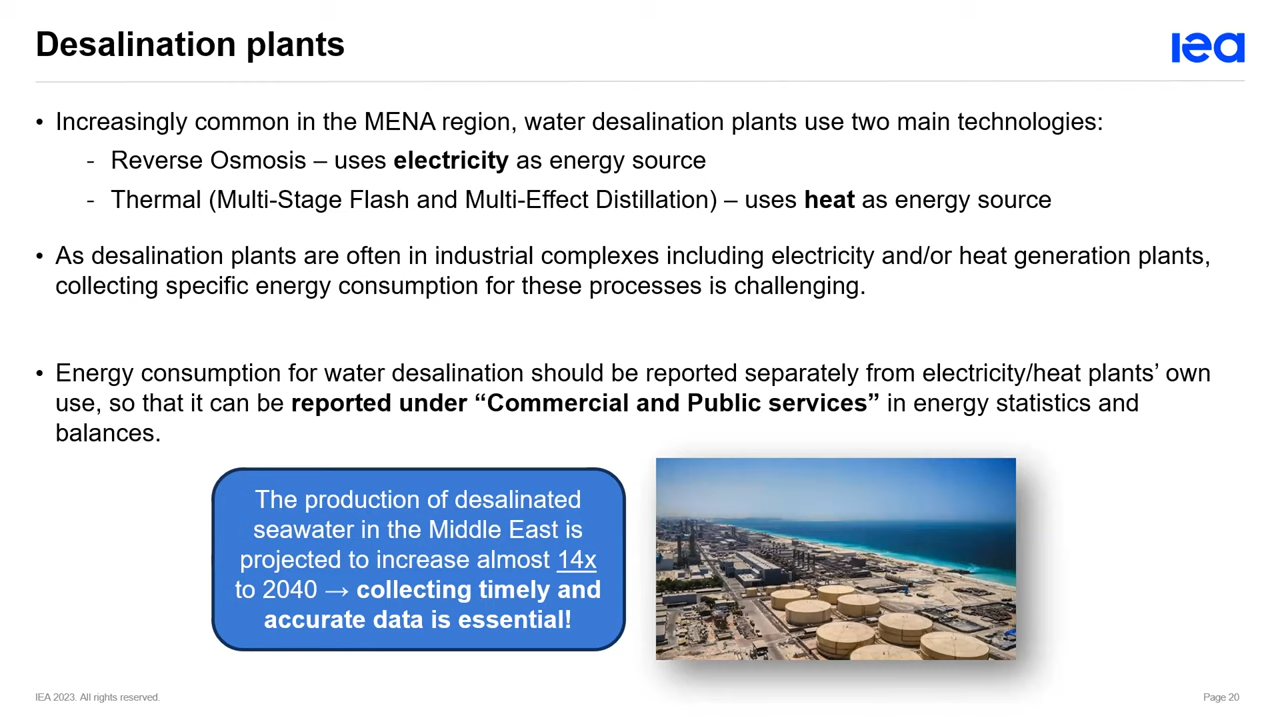 Desalination plants
iea
• Increasingly common in the MENA region, water desalination plants use two main technologies:
- Reverse Osmosis – uses electricity as energy source
- Thermal (Multi-Stage Flash and Multi-Effect Distillation) – uses heat as energy source
• As desalination plants are often in industrial complexes including electricity and/or heat generation plants,
collecting specific energy consumption for these processes is challenging.
• Energy consumption for water desalination should be reported separately from electricity/heat plants’ own
use, so that it can be reported under “Commercial and Public services” in energy statistics and
balances.
The production of desalinated
seawater in the Middle East is
projected to increase almost 14x
to 2040 → collecting timely and
accurate data is essential!
IEA 2023. All rights reserved.
Page 20